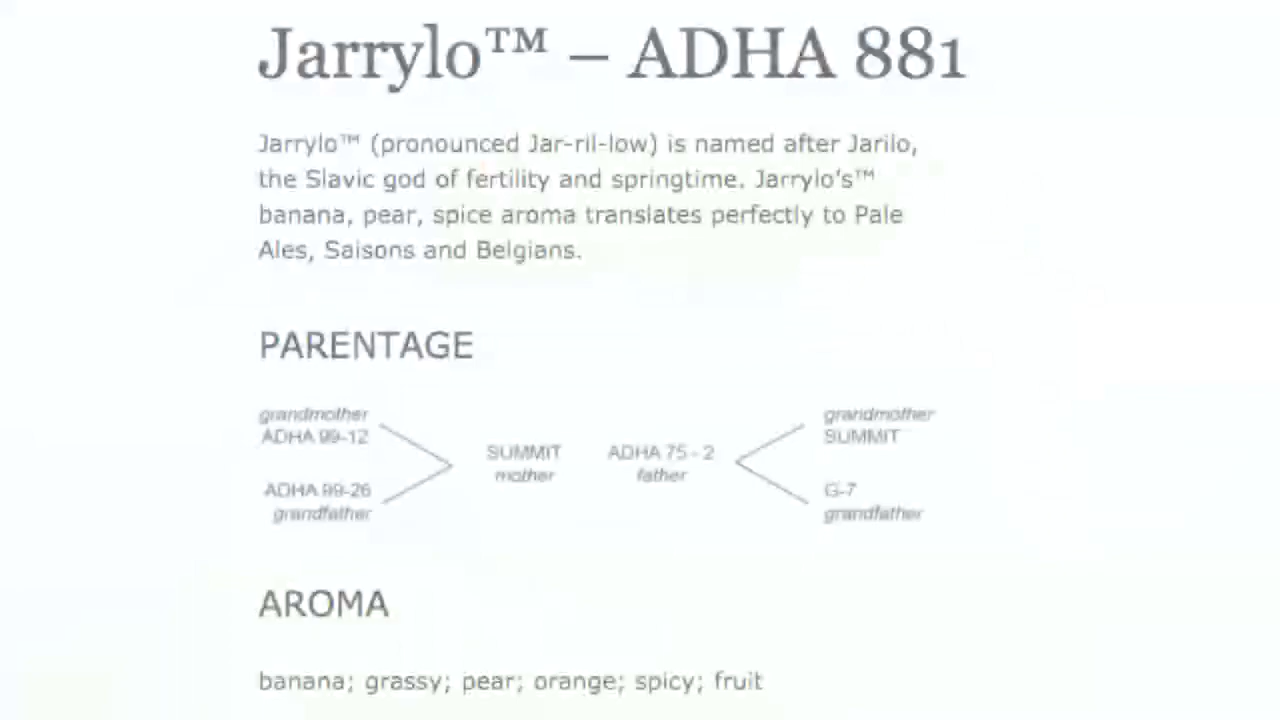 Jarrylo™ – ADHA 881
Jarrylo™ (pronounced Jar-ril-low) is named after Jarilo,
the Slavic god of fertility and springtime. Jarrylo's™
banana, pear, spice aroma translates perfectly to Pale
Ales, Saisons and Belgians.
PARENTAGE
grandmother
ADHA 99-12
ADHA 99-26
grandfather
SUMMIT
mother
ADHA 75 - 2
father
grandmother
SUMMIT
G-7
grandfather
AROMA
banana; grassy; pear; orange; spicy; fruit